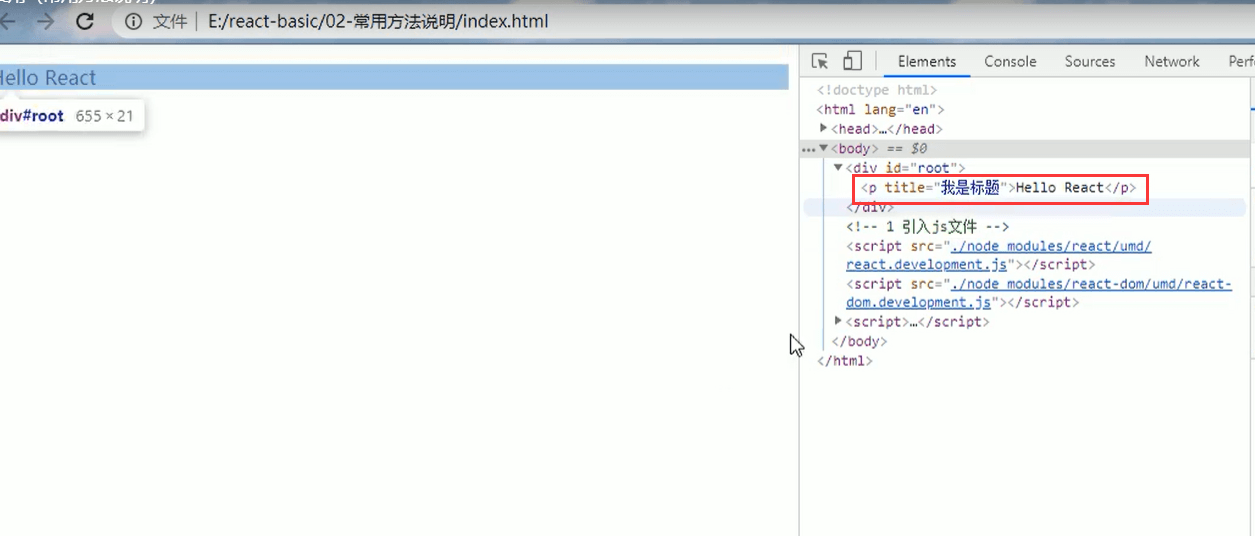 文件 | E:/react-basic/02-常用方法说明/index.html
Hello React
div#root 655 × 21
Elements Console Sources Network Perf
<!doctype html>
<html lang="en">
<head>…</head>
<body> == $0
<div id="root">
<p title="我是标题">Hello React</p>
</div>
<!-- 1 引入js文件 -->
<script src="./node_modules/react/umd/
react.development.js"></script>
<script src="./node_modules/react-dom/umd/react-
dom.development.js"></script>
<script>…</script>
</body>
</html>